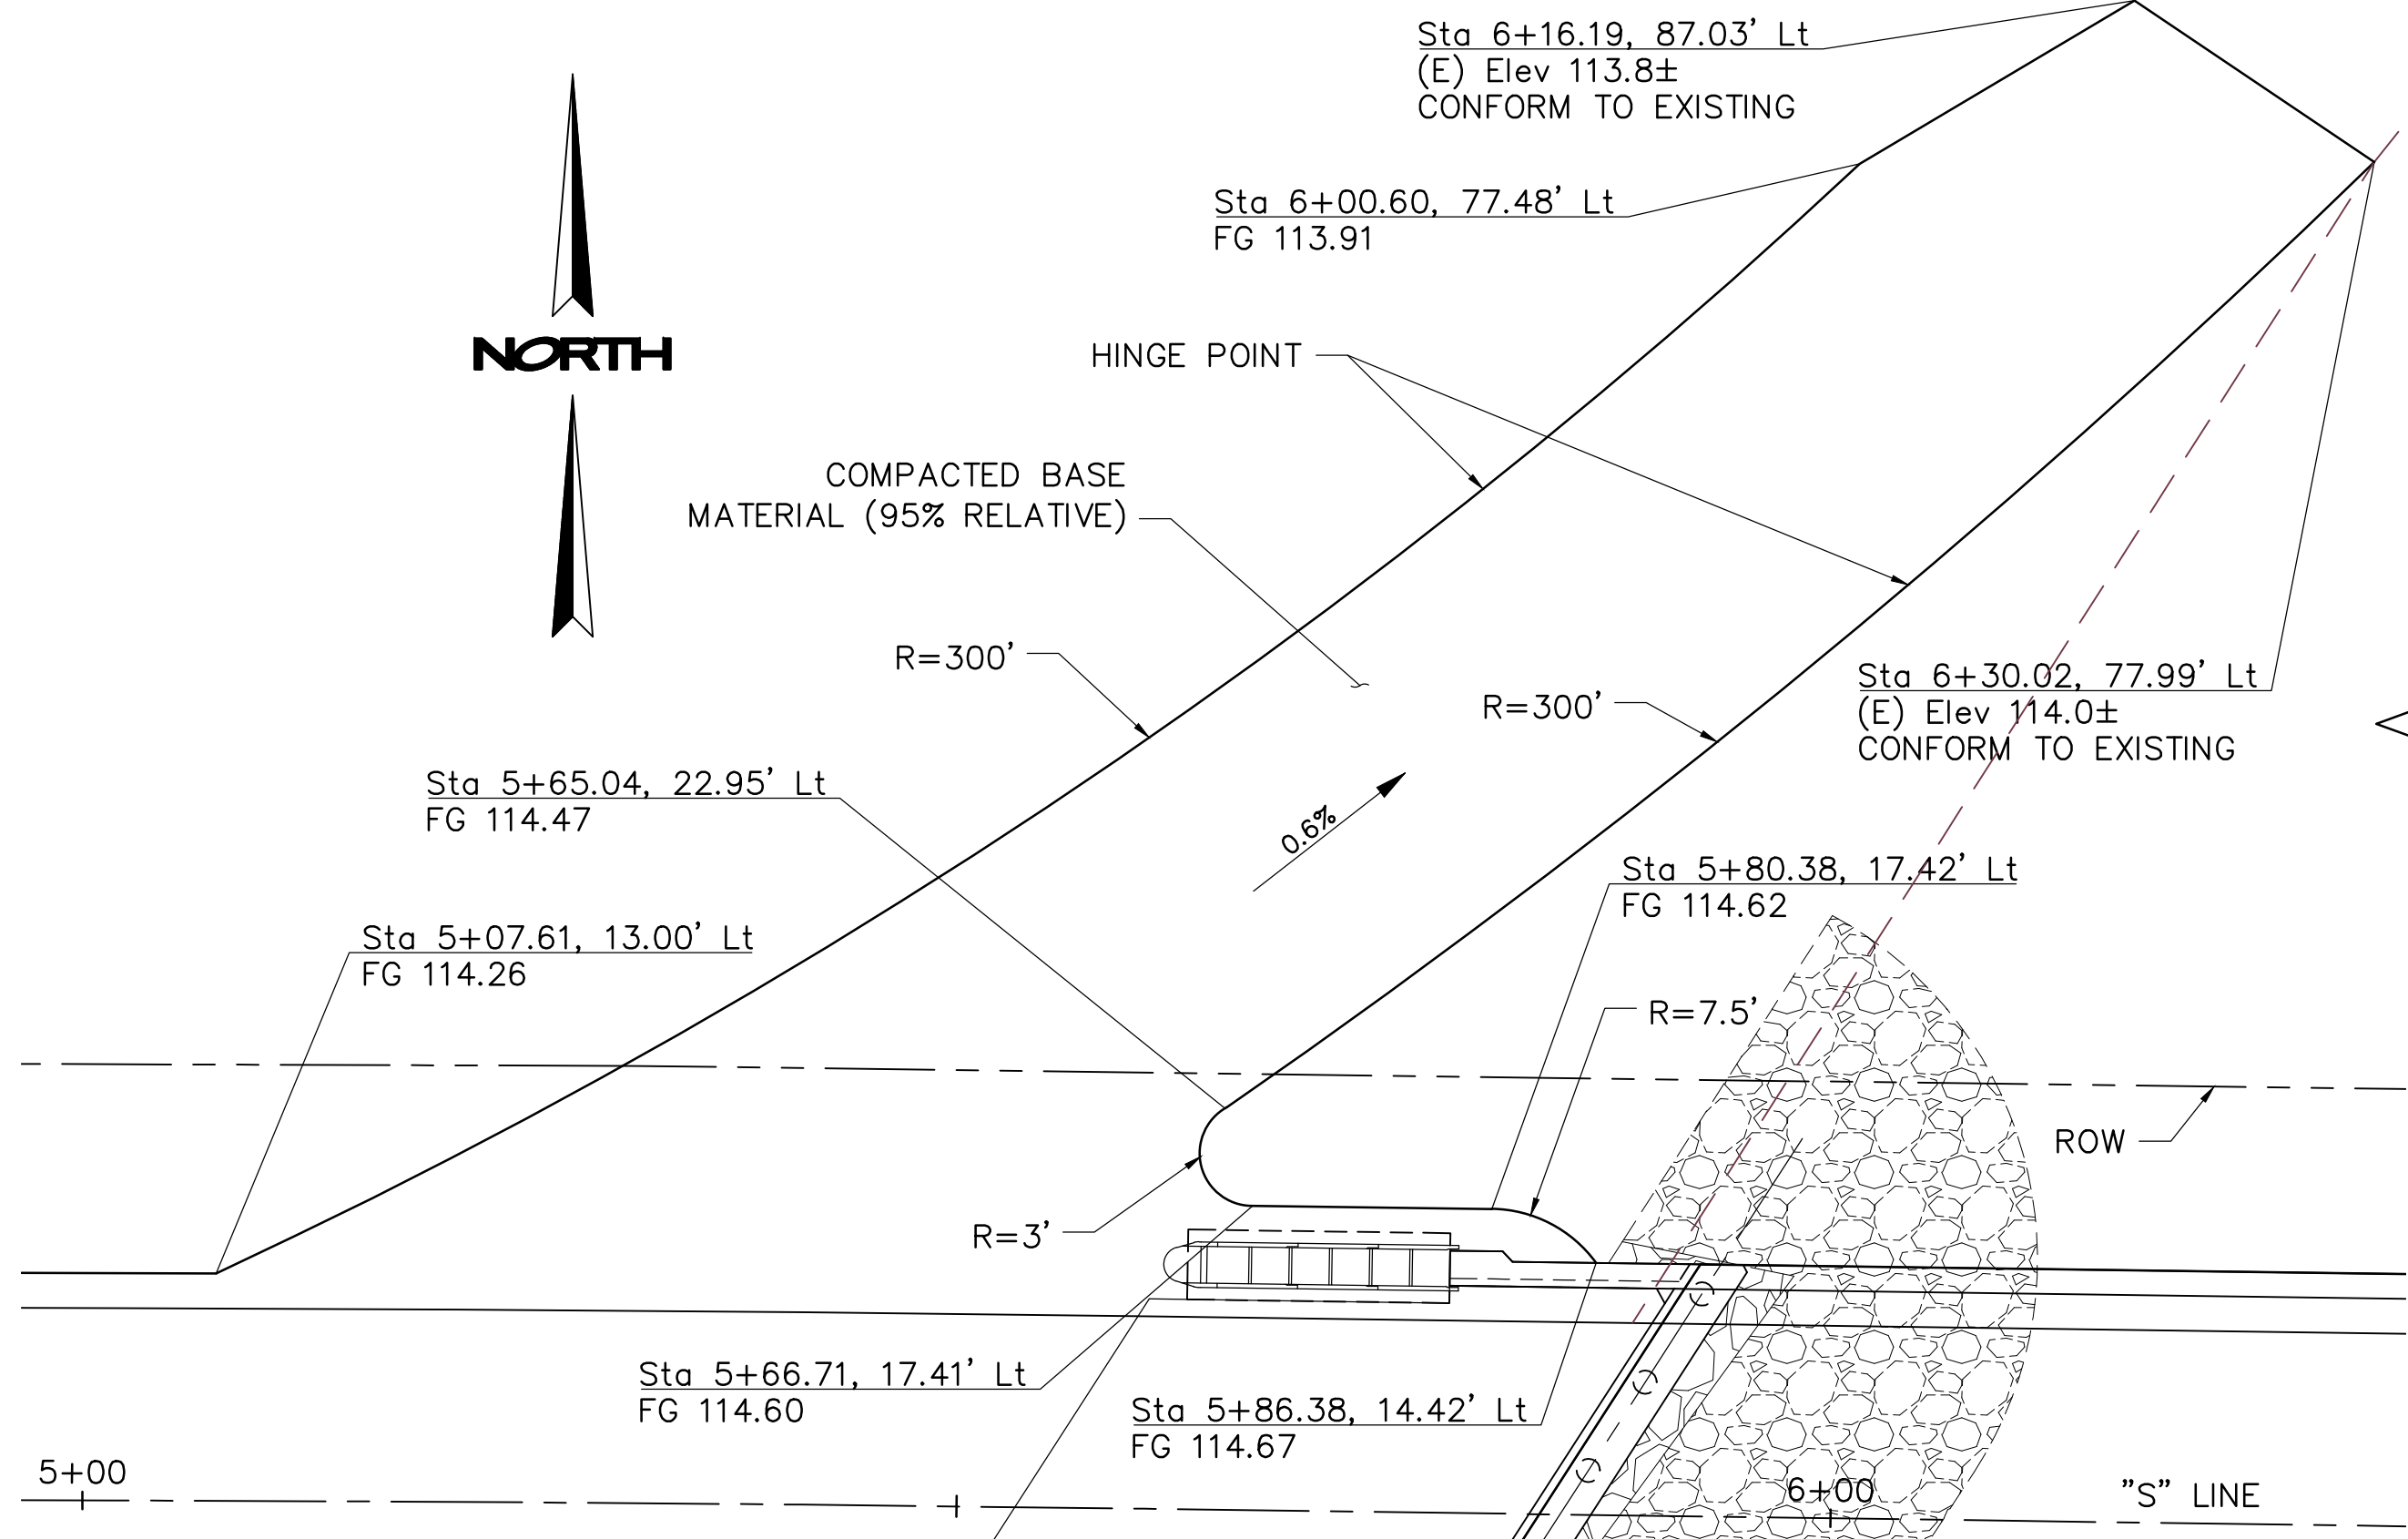 Sta 6+16.19, 87.03' Lt
(E) Elev 113.8±
CONFORM TO EXISTING
Sta 6+00.60, 77.48' Lt
FG 113.91
NORTH
HINGE POINT
COMPACTED BASE
MATERIAL (95% RELATIVE)
R=300'
R=300'
Sta 6+30.02, 77.99' Lt
(E) Elev 114.0±
CONFORM TO EXISTING
Sta 5+65.04, 22.95' Lt
FG 114.47
0.6%
Sta 5+80.38, 17.42' Lt
FG 114.62
Sta 5+07.61, 13.00' Lt
FG 114.26
R=7.5'
ROW
R=3'
Sta 5+66.71, 17.41' Lt
FG 114.60
Sta 5+86.38, 14.42' Lt
FG 114.67
5+00
6+00
"S" LINE